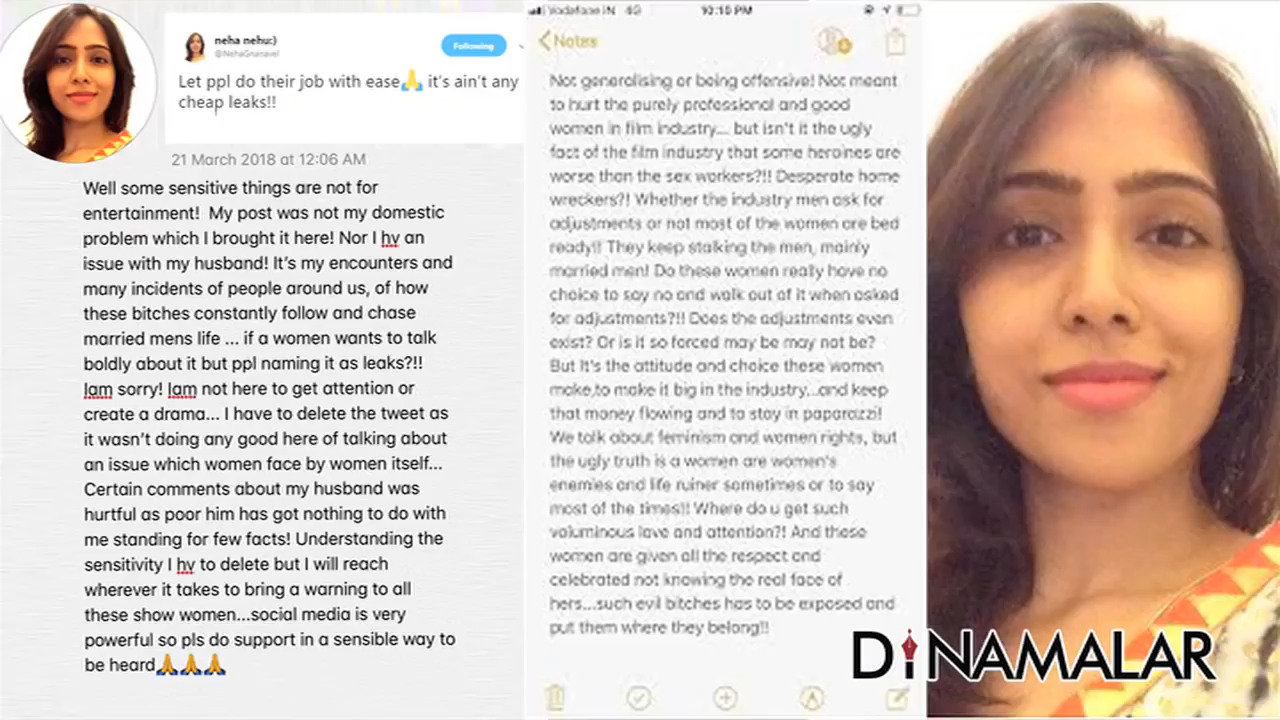 neha nehu:)
@NehaGnanavel
Following
Let ppl do their job with ease🙏 it's ain't any
cheap leaks!!
21 March 2018 at 12:06 AM
Well some sensitive things are not for
entertainment!  My post was not my domestic
problem which I brought it here! Nor I hv an
issue with my husband! It's my encounters and
many incidents of people around us, of how
these bitches constantly follow and chase
married mens life ... if a women wants to talk
boldly about it but ppl naming it as leaks?!!
Iam sorry! Iam not here to get attention or
create a drama... I have to delete the tweet as
it wasn't doing any good here of talking about
an issue which women face by women itself...
Certain comments about my husband was
hurtful as poor him has got nothing to do with
me standing for few facts! Understanding the
sensitivity I hv to delete but I will reach
wherever it takes to bring a warning to all
these show women...social media is very
powerful so pls do support in a sensible way to
be heard🙏🙏🙏
Vodafone IN 4G 10:10 PM
Notes
Not generalising or being offensive! Not meant
to hurt the purely professional and good
women in film industry... but isn't it the ugly
fact of the film industry that some heroines are
worse than the sex workers?!! Desperate home
wreckers?! Whether the industry men ask for
adjustments or not most of the women are bed
ready!! They keep stalking the men, mainly
married men! Do these women really have no
choice to say no and walk out of it when asked
for adjustments?!! Does the adjustments even
exist? Or is it so forced may be may not be?
But It's the attitude and choice these women
make,to make it big in the industry...and keep
that money flowing and to stay in paparazzi!
We talk about feminism and women rights, but
the ugly truth is a women are women's
enemies and life ruiner sometimes or to say
most of the times!! Where do u get such
voluminous love and attention?! And these
women are given all the respect and
celebrated not knowing the real face of
hers...such evil bitches has to be exposed and
put them where they belong!!
DINAMALAR